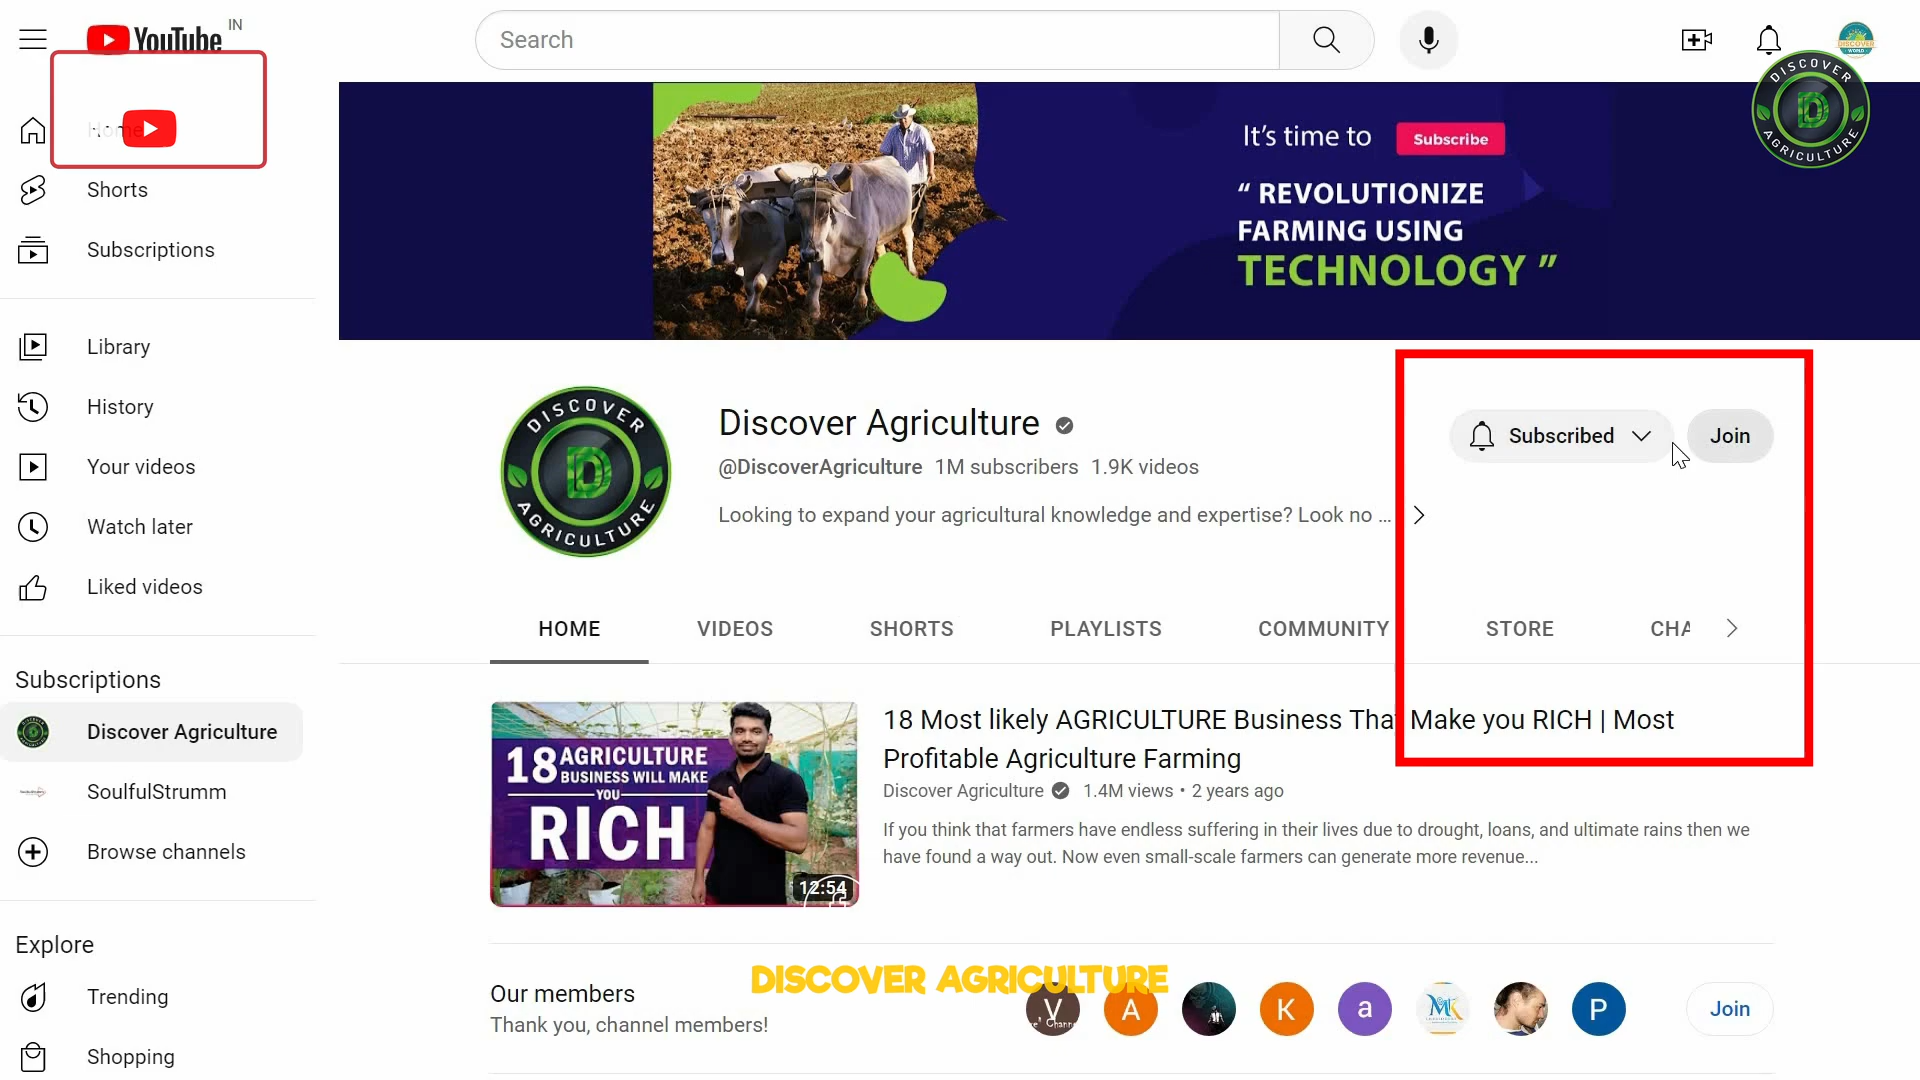 YouTube IN
Search
Home
Shorts
Subscriptions
Library
History
Your videos
Watch later
Liked videos
Subscriptions
Discover Agriculture
SoulfulStrumm
Browse channels
Explore
Trending
Shopping
It's time to Subscribe
“ REVOLUTIONIZE
FARMING USING
TECHNOLOGY ”
DISCOVER
D
AGRICULTURE
DISCOVER
D
AGRICULTURE
Discover Agriculture
@DiscoverAgriculture 1M subscribers 1.9K videos
Looking to expand your agricultural knowledge and expertise? Look no ...
Subscribed
Join
HOME VIDEOS SHORTS PLAYLISTS COMMUNITY STORE CHA
18 AGRICULTURE
BUSINESS WILL MAKE
YOU
RICH
12:54
18 Most likely AGRICULTURE Business That Make you RICH | Most
Profitable Agriculture Farming
Discover Agriculture 1.4M views • 2 years ago
If you think that farmers have endless suffering in their lives due to drought, loans, and ultimate rains then we
have found a way out. Now even small-scale farmers can generate more revenue...
DISCOVER AGRICULTURE
Our members
Thank you, channel members!
V A K a P
Join